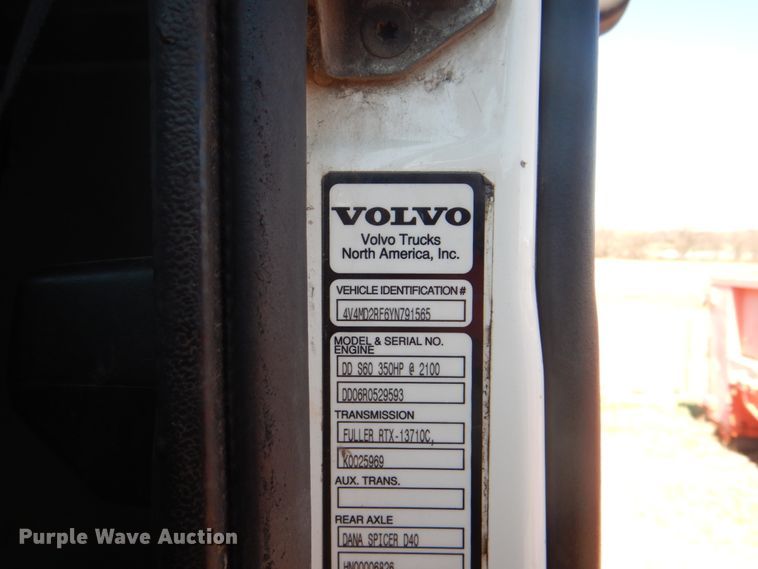 VOLVO
Volvo Trucks
North America, Inc.
VEHICLE IDENTIFICATION #
4V4MD2RF6YN791565
MODEL & SERIAL NO.
ENGINE
DD S60 350HP @ 2100
DD06R0529593
TRANSMISSION
FULLER RTX-13710C,
K0025969
AUX. TRANS.
REAR AXLE
DANA SPICER D40
HN00006826
Purple Wave Auction